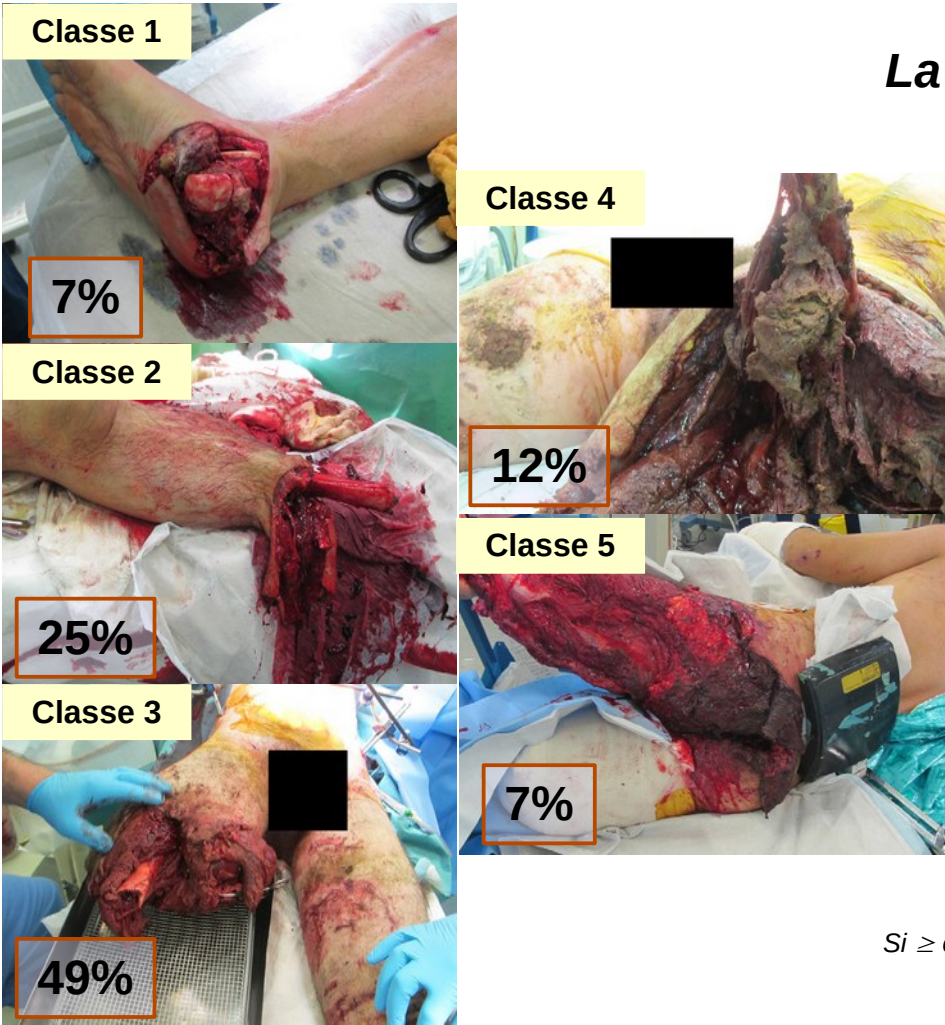 Classe 1
7%
Classe 2
25%
Classe 3
49%
La
Classe 4
12%
Classe 5
7%
Si ≥